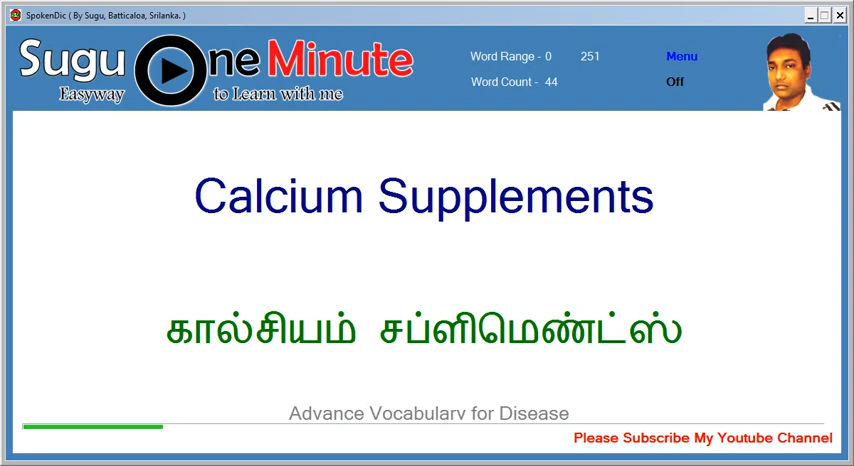 SpokenDic ( By Sugu, Batticaloa, Srilanka. )
Sugu One Minute
Easyway to Learn with me
Word Range - 0 251 Menu
Word Count - 44 Off
Calcium Supplements
கால்சியம் சப்ளிமெண்ட்ஸ்
Advance Vocabulary for Disease
Please Subscribe My Youtube Channel